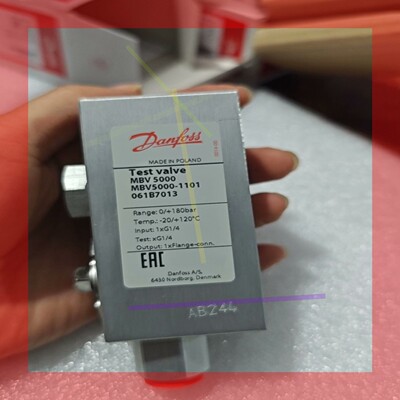 Danfoss
MADE IN POLAND
Test valve
MBV 5000
MBV5000-1101
061B7013
Range: 0/+180bar
Temp.: -20/+120°C
Input: 1xG1/4
Test: xG1/4
Output: 1xFlange-conn.
EAC
Danfoss A/S,
6430 Nordborg, Denmark
AB244